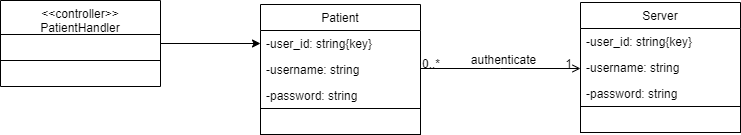 <<controller>>
PatientHandler
Patient
-user_id: string{key}
-username: string
-password: string
0..*
authenticate
1
Server
-user_id: string{key}
-username: string
-password: string